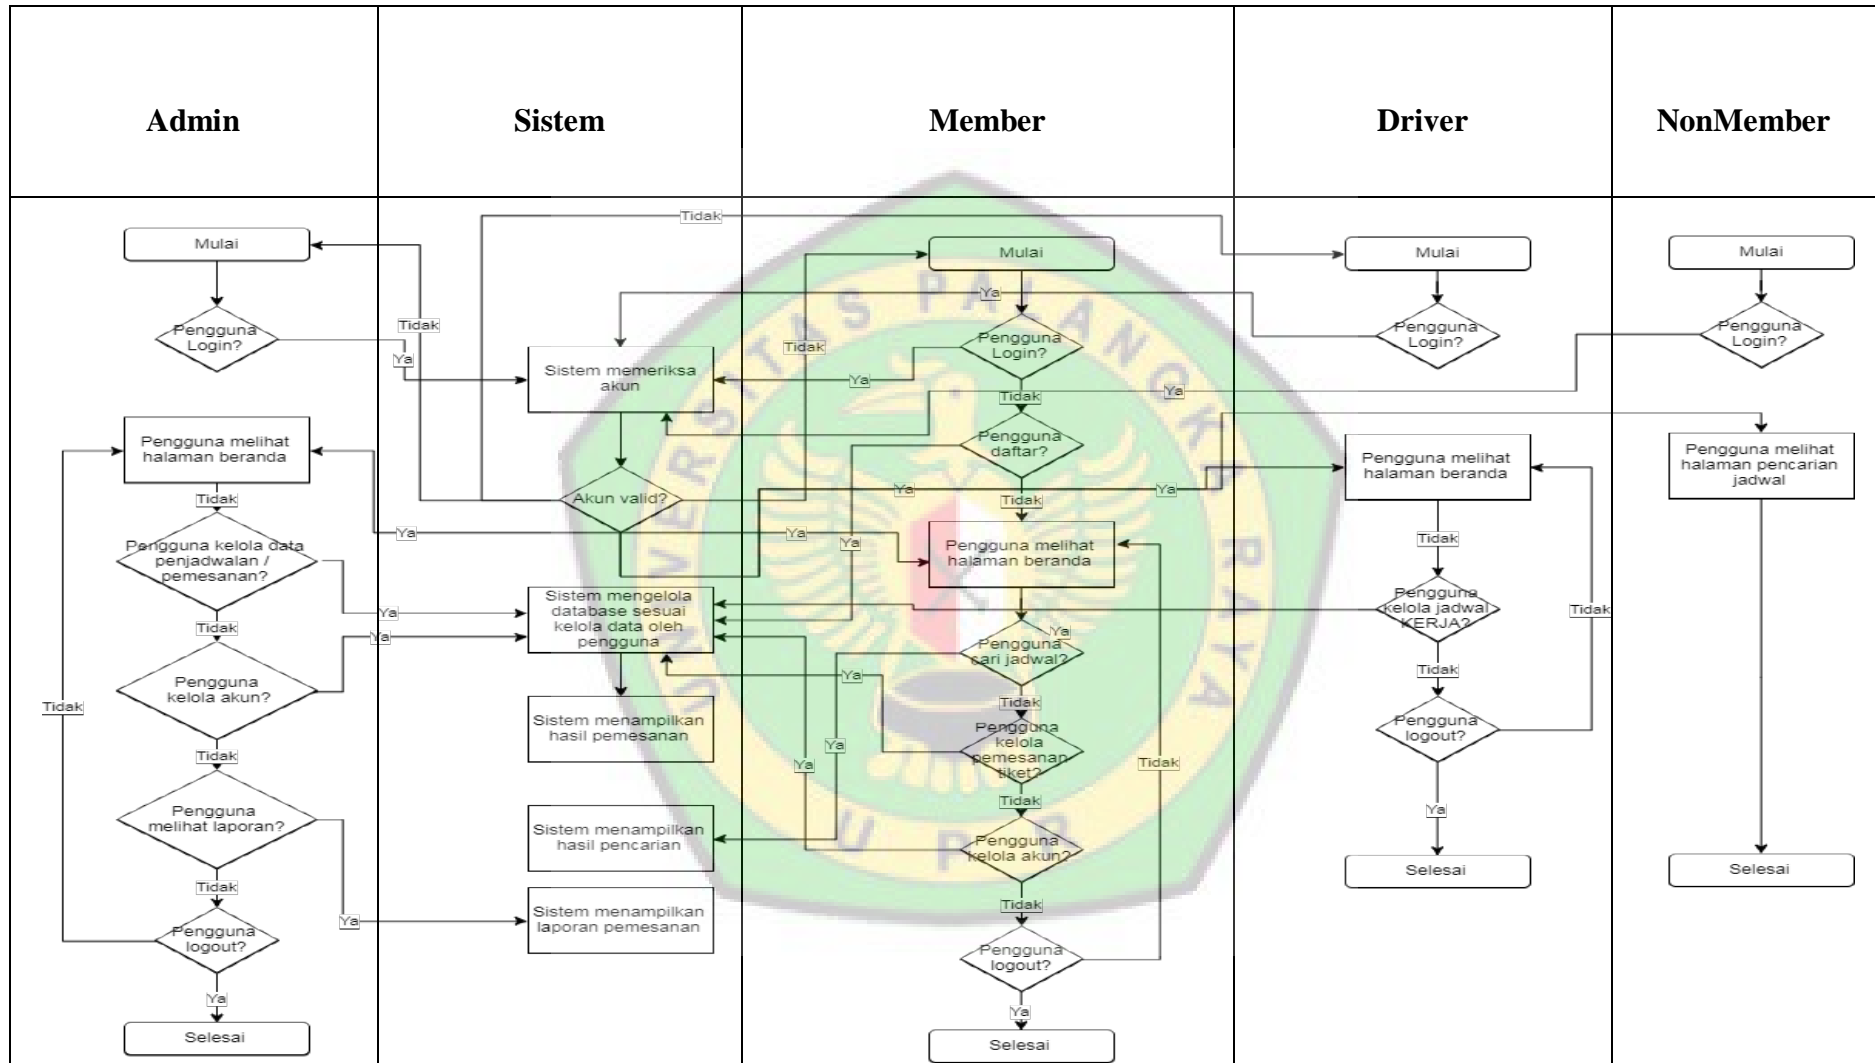 Admin
Sistem
Member
Driver
NonMember
Mulai
Pengguna
Login?
Ya
Tidak
Pengguna melihat
halaman beranda
Tidak
Pengguna kelola data
penjadwalan /
pemesanan?
Ya
Tidak
Pengguna
kelola akun?
Ya
Tidak
Pengguna
melihat laporan?
Ya
Tidak
Pengguna
logout?
Tidak
Ya
Selesai
Tidak
Sistem memeriksa
akun
Akun valid?
Ya
Sistem mengelola
database sesuai
kelola data oleh
pengguna
Sistem menampilkan
hasil pemesanan
Sistem menampilkan
hasil pencarian
Sistem menampilkan
laporan pemesanan
Mulai
Tidak
Ya
Pengguna
Login?
Ya
Tidak
Pengguna
daftar?
Ya
Ya
Tidak
Ya
Ya
Pengguna melihat
halaman beranda
Ya
Pengguna
cari jadwal?
Ya
Tidak
Pengguna
kelola
pemesanan
tiket?
Ya
Ya
Tidak
Pengguna
kelola akun?
Tidak
Tidak
Pengguna
logout?
Ya
Selesai
Ya
Ya
Mulai
Pengguna
Login?
Pengguna melihat
halaman beranda
Tidak
Pengguna
kelola jadwal
KERJA?
Tidak
Tidak
Pengguna
logout?
Ya
Selesai
Mulai
Pengguna
Login?
Pengguna melihat
halaman pencarian
jadwal
Selesai
UNIVERSITAS PALANGKA RAYA
UPR